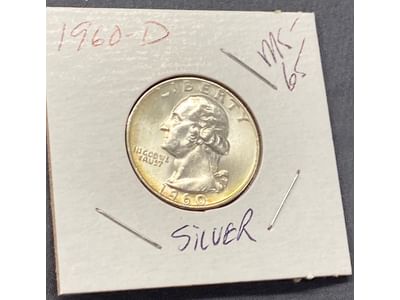 1960-D
MS-
65
LIBERTY
IN GOD WE
TRUST
1960
SILVER